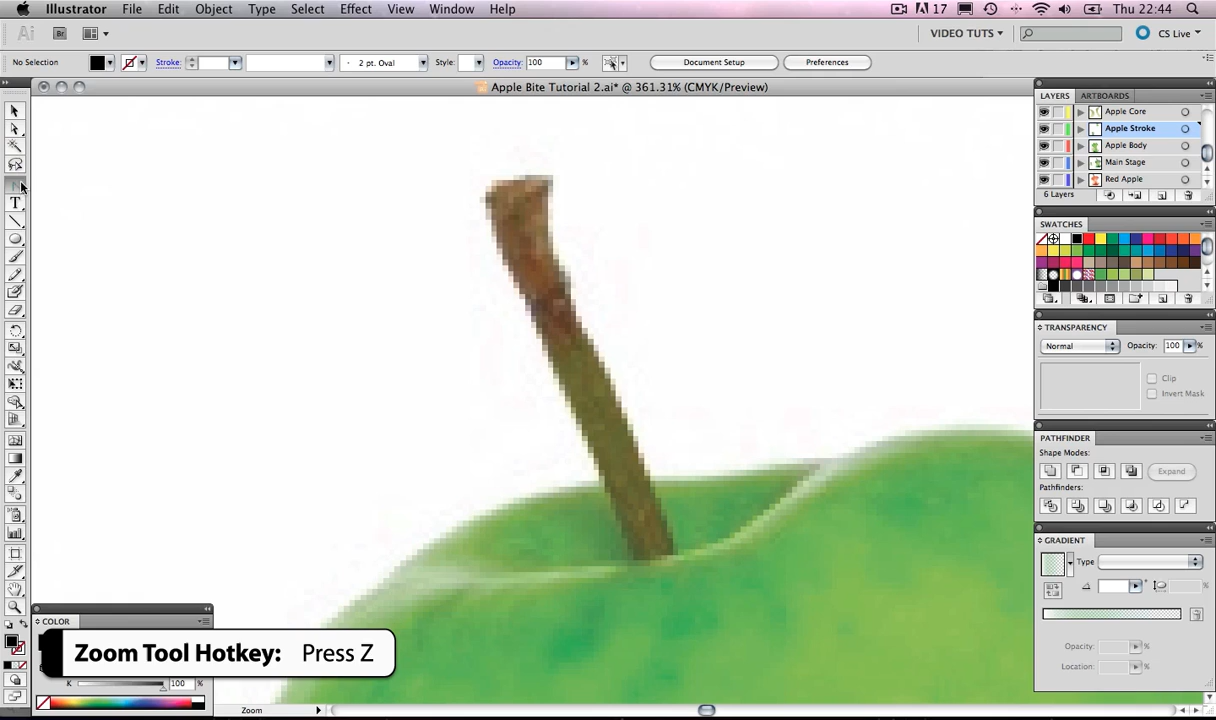 Illustrator File Edit Object Type Select Effect View Window Help 17 Thu 22:44
Ai Br VIDEO TUTS CS Live
No Selection Stroke: 2 pt. Oval Style: Opacity: 100 % Document Setup Preferences
Apple Bite Tutorial 2.ai* @ 361.31% (CMYK/Preview)
LAYERS ARTBOARDS
Apple Core
Apple Stroke
Apple Body
Main Stage
Red Apple
6 Layers
SWATCHES
TRANSPARENCY
Normal Opacity: 100 %
Clip
Invert Mask
PATHFINDER
Shape Modes:
Expand
Pathfinders:
GRADIENT
Type
°
%
Opacity: %
Location: %
COLOR
Zoom Tool Hotkey: Press Z
K 100 %
Zoom